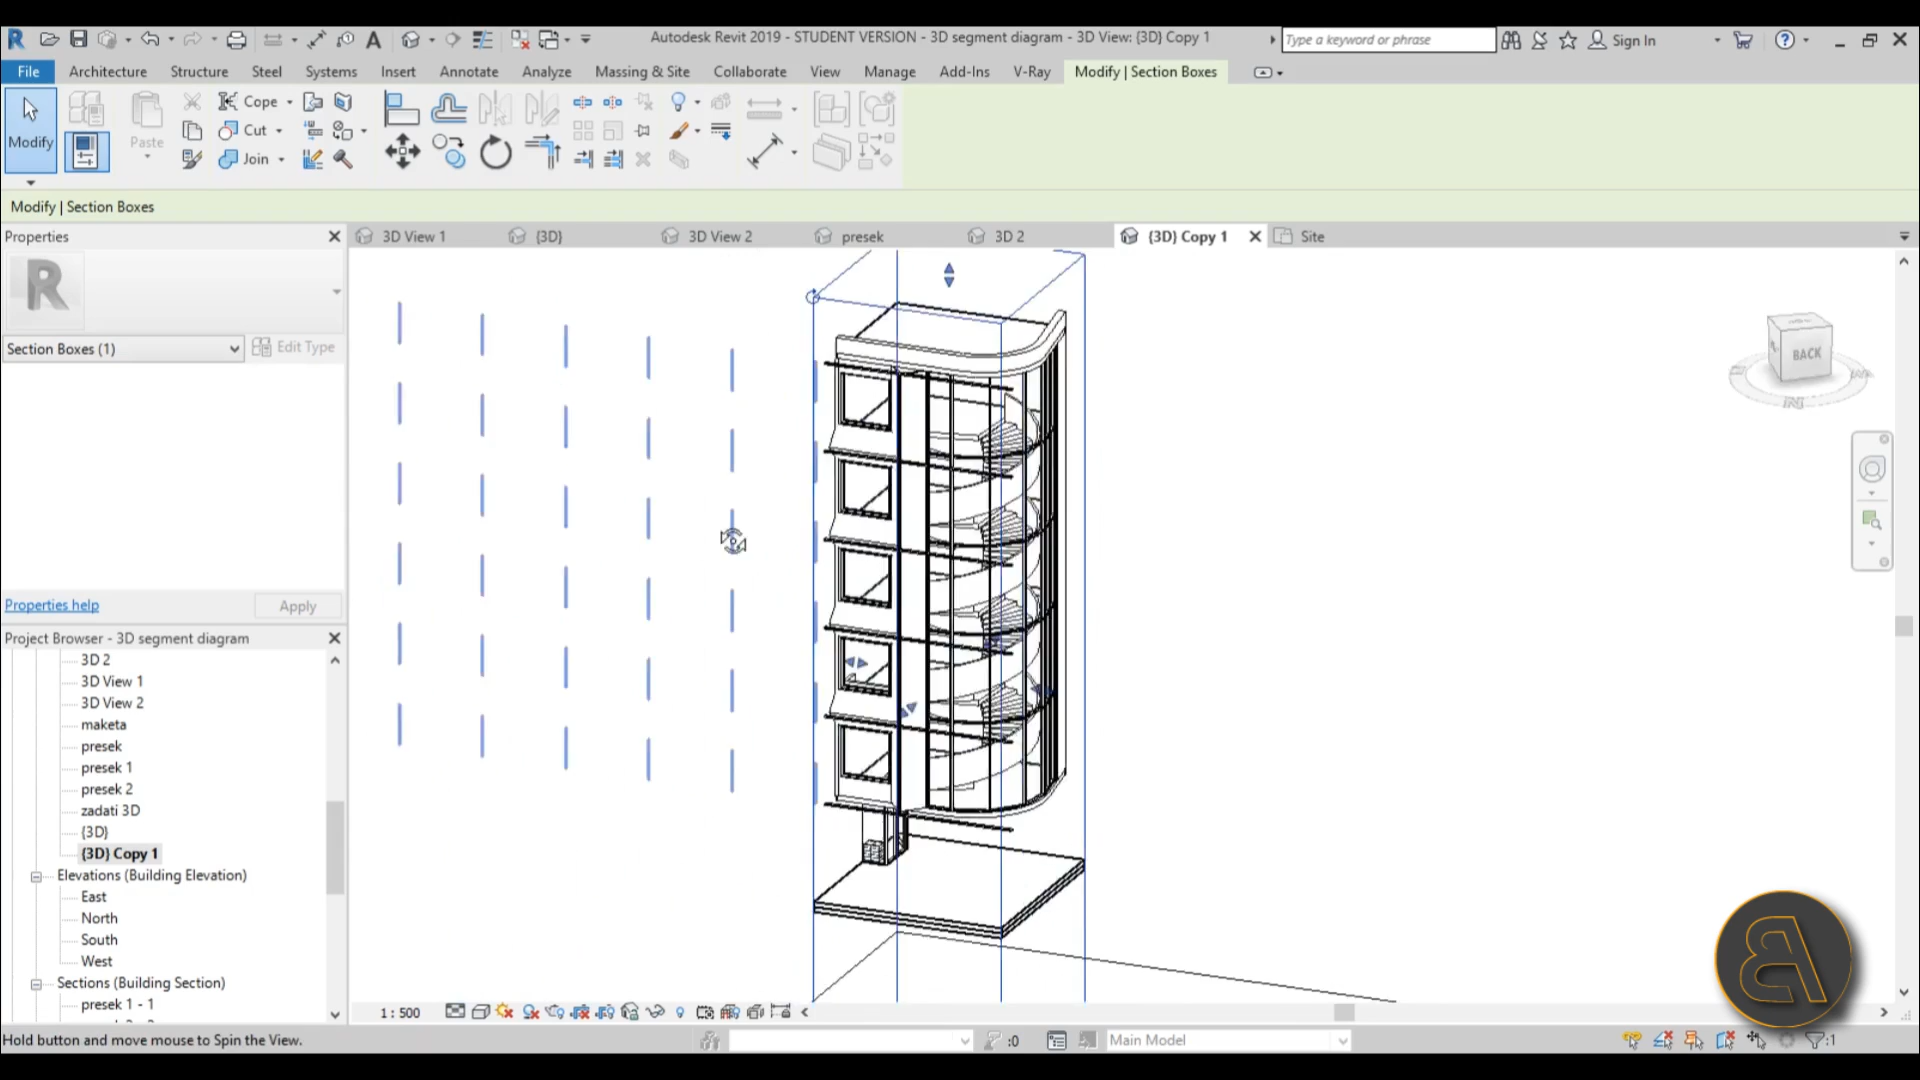 Autodesk Revit 2019 - STUDENT VERSION - 3D segment diagram - 3D View: {3D} Copy 1
Type a keyword or phrase
Sign In
File Architecture Structure Steel Systems Insert Annotate Analyze Massing & Site Collaborate View Manage Add-Ins V-Ray Modify | Section Boxes
Modify
Paste
Cope
Cut
Join
Modify | Section Boxes
Properties
3D View 1
{3D}
3D View 2
presek
3D 2
{3D} Copy 1
Site
Section Boxes (1)
Edit Type
BACK
Properties help
Apply
Project Browser - 3D segment diagram
3D 2
3D View 1
3D View 2
maketa
presek
presek 1
presek 2
zadati 3D
{3D}
{3D} Copy 1
Elevations (Building Elevation)
East
North
South
West
Sections (Building Section)
presek 1 - 1
1 : 500
Hold button and move mouse to Spin the View.
:0
Main Model
:1